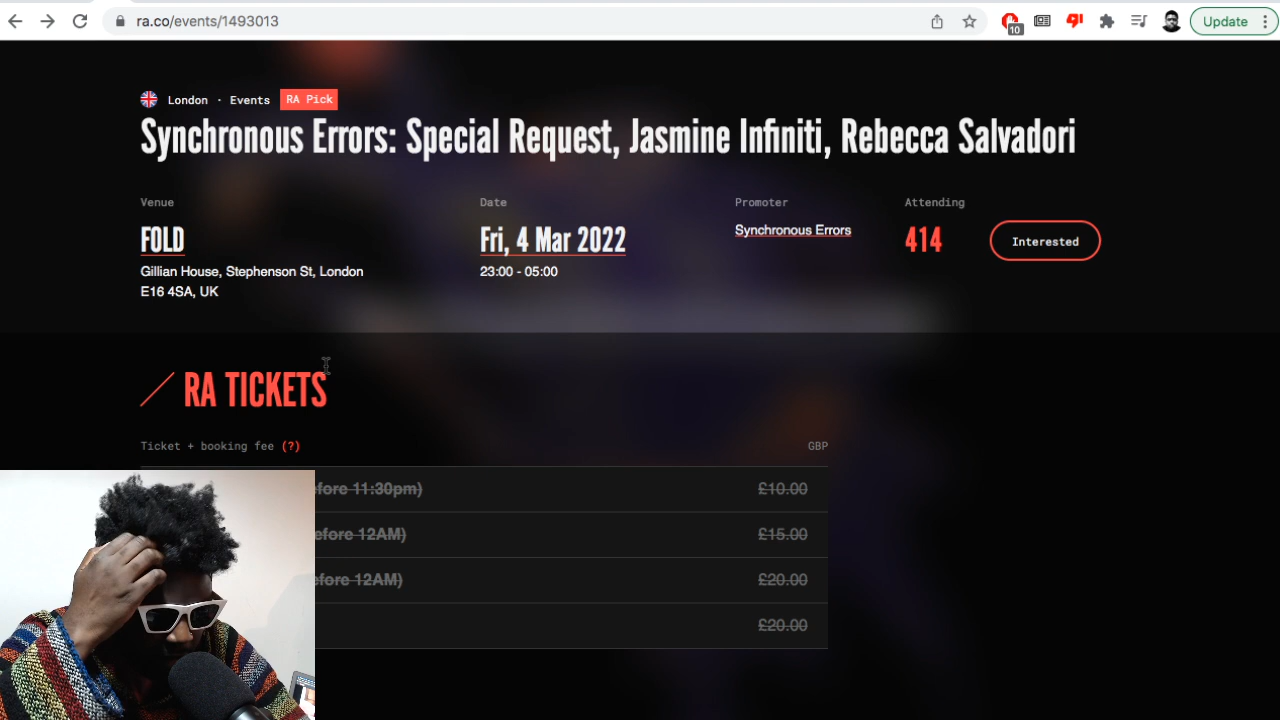 ra.co/events/1493013
10
Update
London · Events RA Pick
Synchronous Errors: Special Request, Jasmine Infiniti, Rebecca Salvadori
Venue
FOLD
Gillian House, Stephenson St, London
E16 4SA, UK
Date
Fri, 4 Mar 2022
23:00 - 05:00
Promoter
Synchronous Errors
Attending
414
Interested
RA TICKETS
Ticket + booking fee (?) GBP
efore 11:30pm) £10.00
efore 12AM) £15.00
efore 12AM) £20.00
£20.00